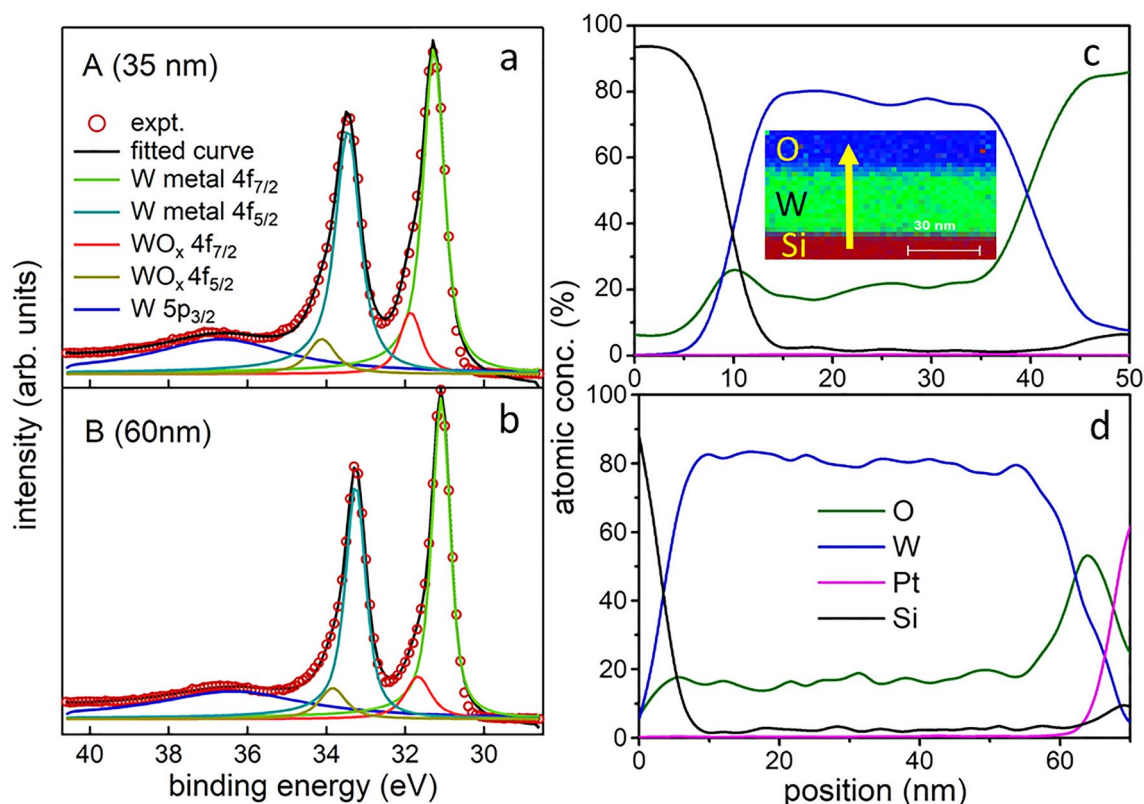 A (35 nm)
a
expt.
fitted curve
W metal 4f7/2
W metal 4f5/2
WOx 4f7/2
WOx 4f5/2
W 5p3/2
B (60nm)
b
intensity (arb. units)
40 38 36 34 32 30
binding energy (eV)
c
100
80
60
40
20
0
O
W
Si
30 nm
0 10 20 30 40 50
atomic conc. (%)
d
100
80
60
40
20
0
O
W
Pt
Si
0 10 20 30 40 50 60
position (nm)